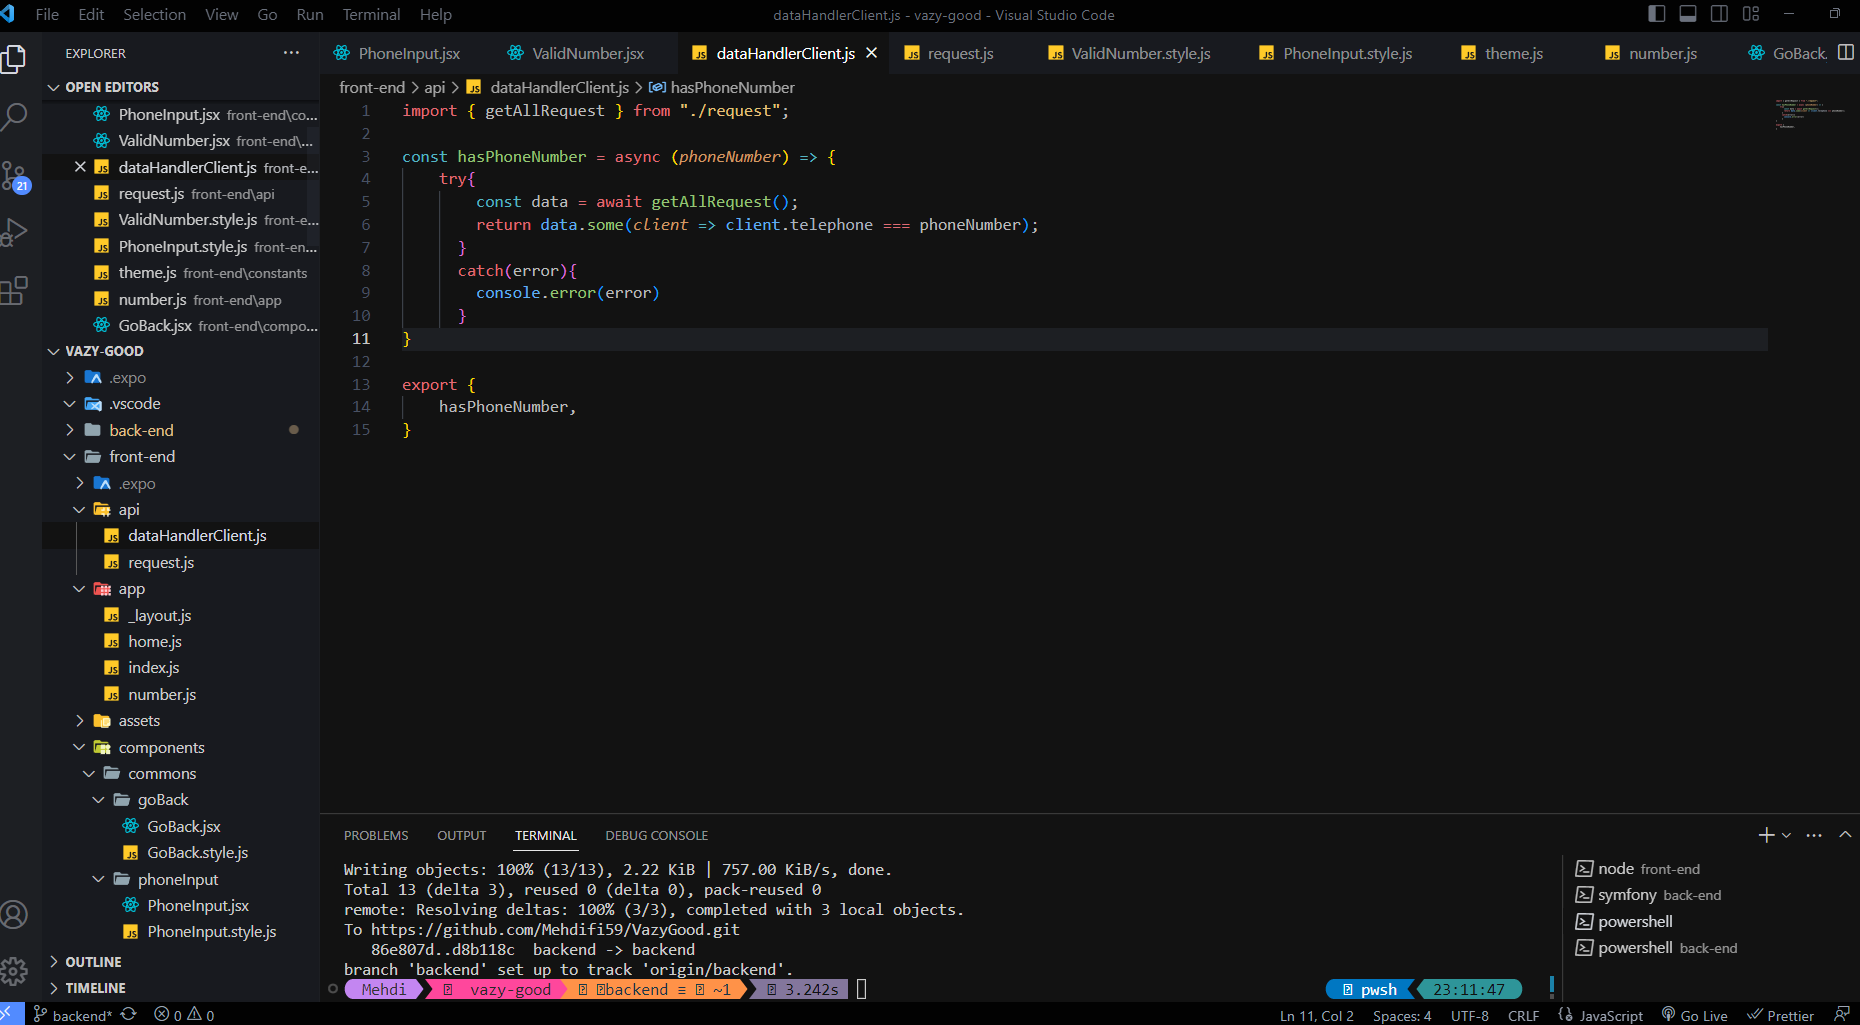 File Edit Selection View Go Run Terminal Help
dataHandlerClient.js - vazy-good - Visual Studio Code
EXPLORER
OPEN EDITORS
PhoneInput.jsx front-end\co...
ValidNumber.jsx front-end\...
dataHandlerClient.js front-e...
request.js front-end\api
ValidNumber.style.js front-e...
PhoneInput.style.js front-en...
theme.js front-end\constants
number.js front-end\app
GoBack.jsx front-end\compo...
VAZY-GOOD
.expo
.vscode
back-end
front-end
.expo
api
dataHandlerClient.js
request.js
app
_layout.js
home.js
index.js
number.js
assets
components
commons
goBack
GoBack.jsx
GoBack.style.js
phoneInput
PhoneInput.jsx
PhoneInput.style.js
OUTLINE
TIMELINE
21
PhoneInput.jsx ValidNumber.jsx dataHandlerClient.js request.js ValidNumber.style.js PhoneInput.style.js theme.js number.js GoBack.
front-end > api > dataHandlerClient.js > hasPhoneNumber
1 import { getAllRequest } from "./request";
2
3 const hasPhoneNumber = async (phoneNumber) => {
4 try{
5 const data = await getAllRequest();
6 return data.some(client => client.telephone === phoneNumber);
7 }
8 catch(error){
9 console.error(error)
10 }
11 }
12
13 export {
14 hasPhoneNumber,
15 }
PROBLEMS OUTPUT TERMINAL DEBUG CONSOLE
Writing objects: 100% (13/13), 2.22 KiB | 757.00 KiB/s, done.
Total 13 (delta 3), reused 0 (delta 0), pack-reused 0
remote: Resolving deltas: 100% (3/3), completed with 3 local objects.
To https://github.com/Mehdifi59/VazyGood.git
86e807d..d8b118c backend -> backend
branch 'backend' set up to track 'origin/backend'.
Mehdi vazy-good backend ≡ ~1 3.242s pwsh 23:11:47
node front-end
symfony back-end
powershell
powershell back-end
backend* 0 0 Ln 11, Col 2 Spaces: 4 UTF-8 CRLF JavaScript Go Live Prettier